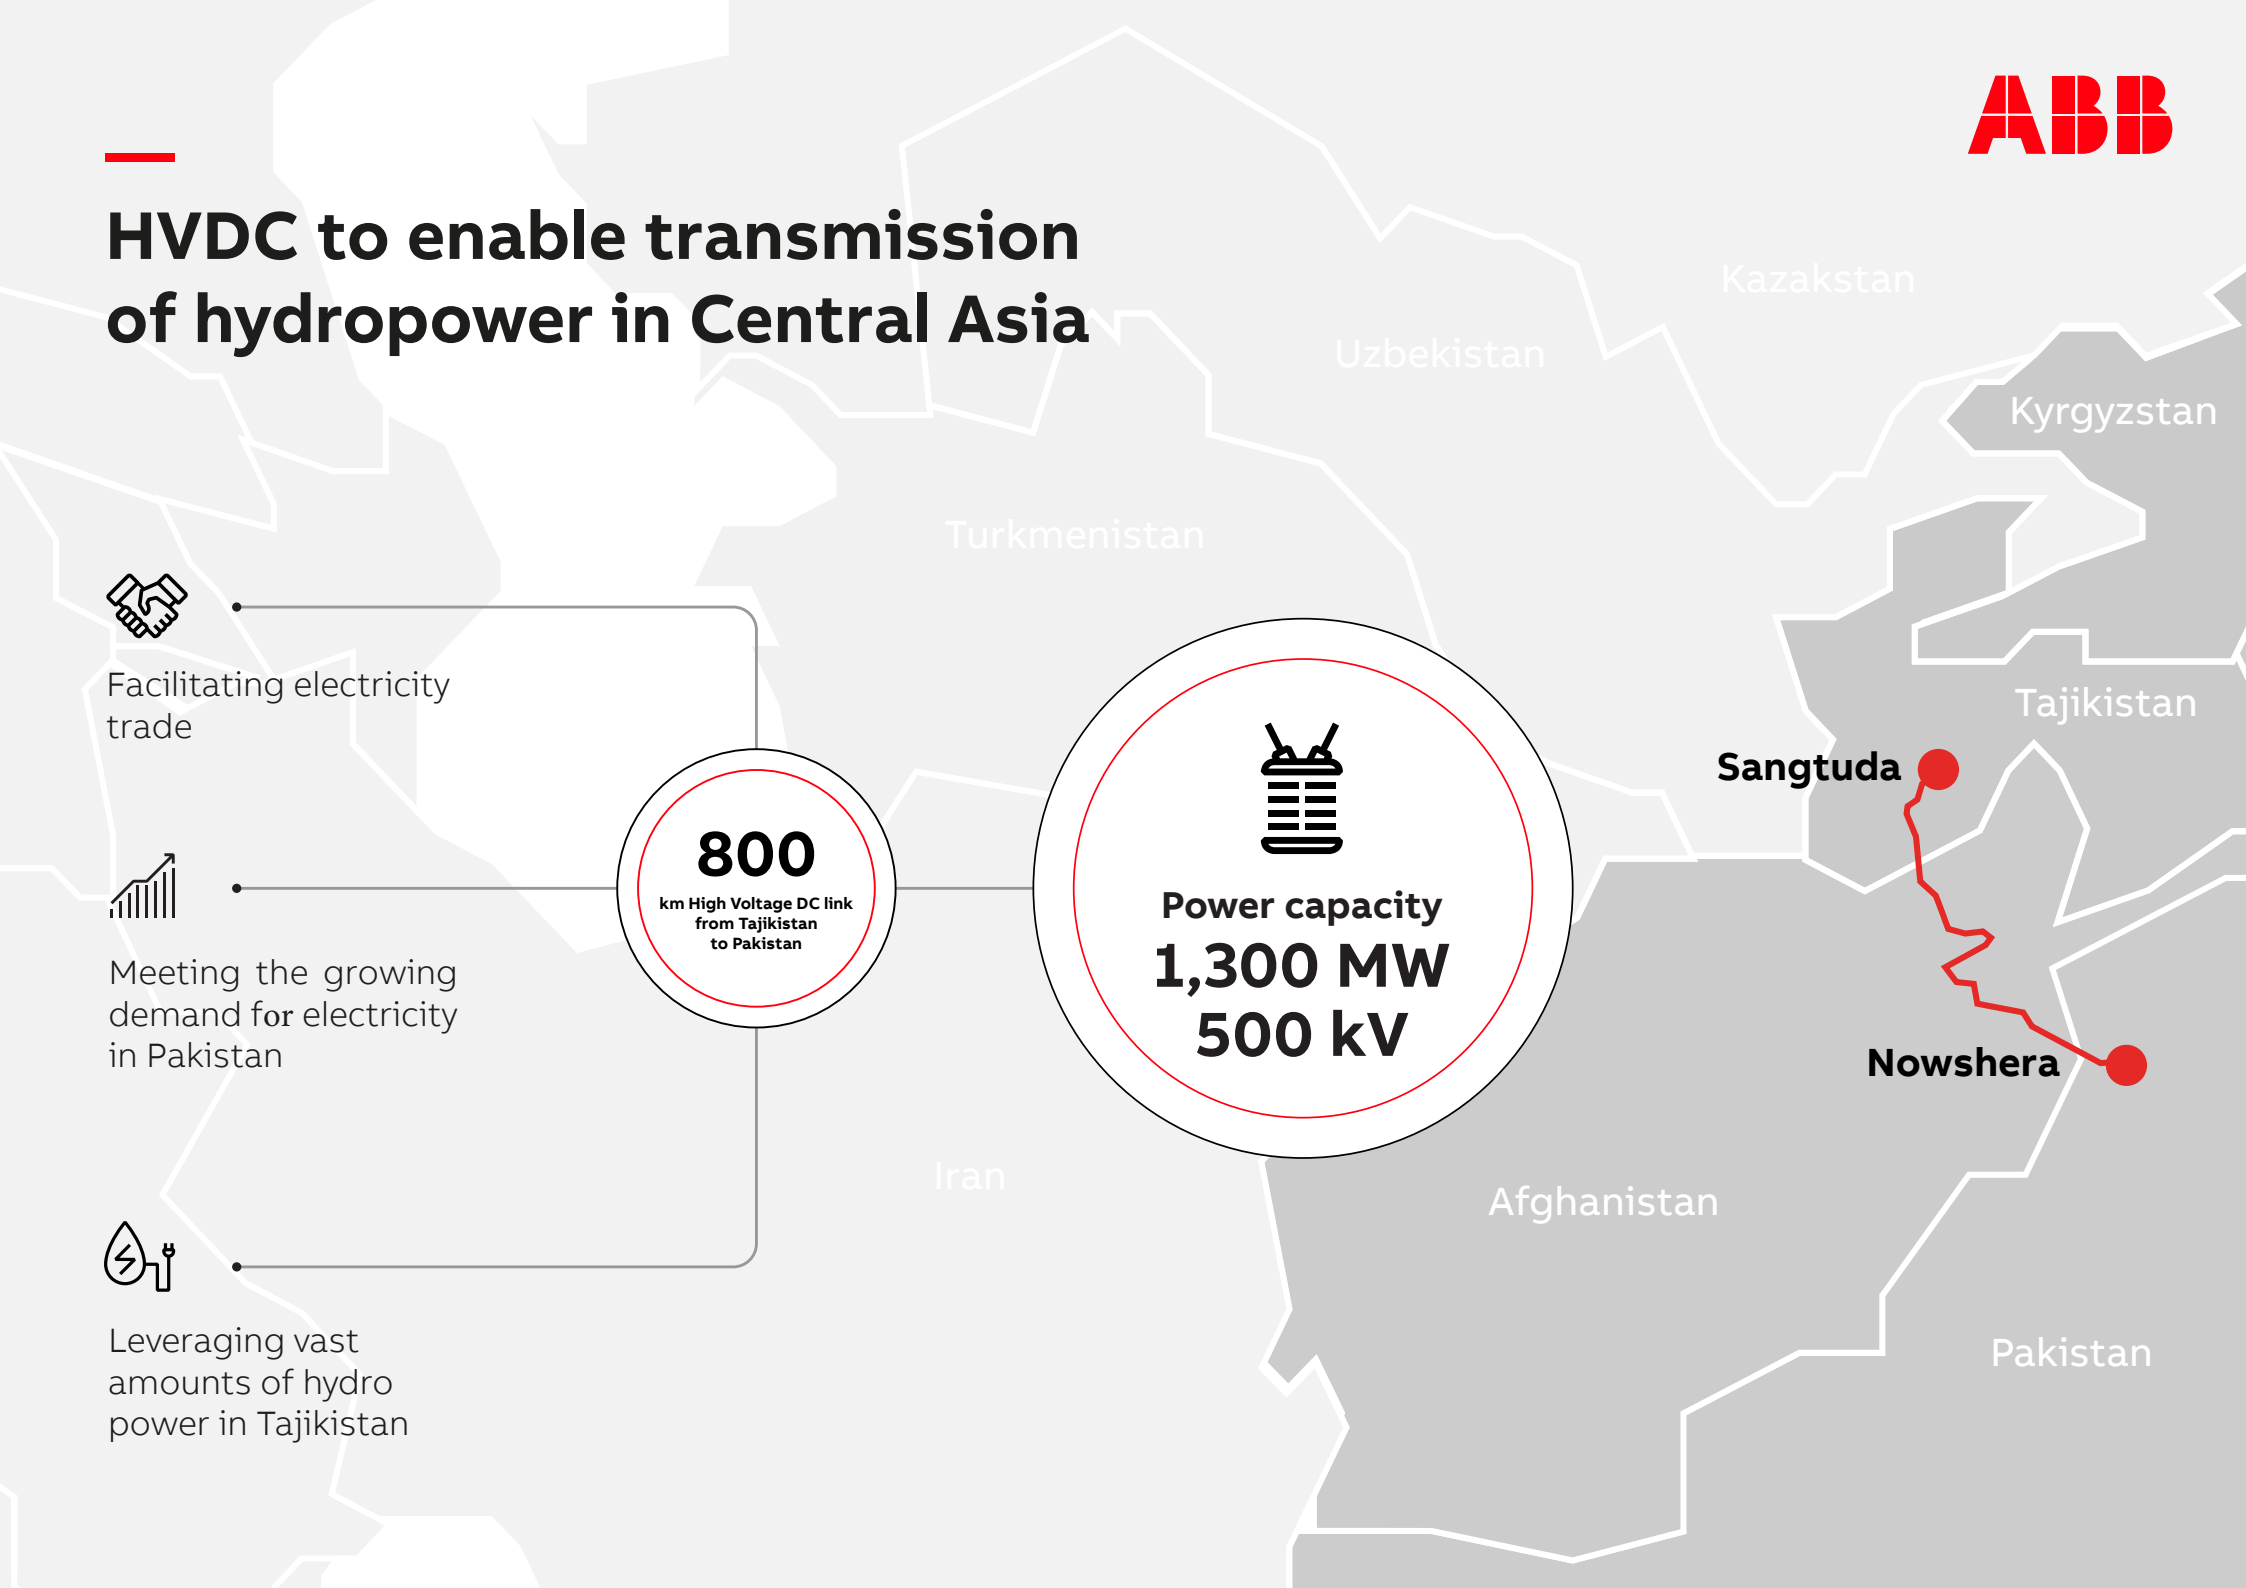 ABB
HVDC to enable transmission
of hydropower in Central Asia
Kazakstan
Uzbekistan
Kyrgyzstan
Turkmenistan
Tajikistan
Facilitating electricity
trade
Sangtuda
800
km High Voltage DC link
from Tajikistan
to Pakistan
Power capacity
1,300 MW
500 kV
Meeting the growing
demand for electricity
in Pakistan
Nowshera
Iran
Afghanistan
Leveraging vast
amounts of hydro
power in Tajikistan
Pakistan